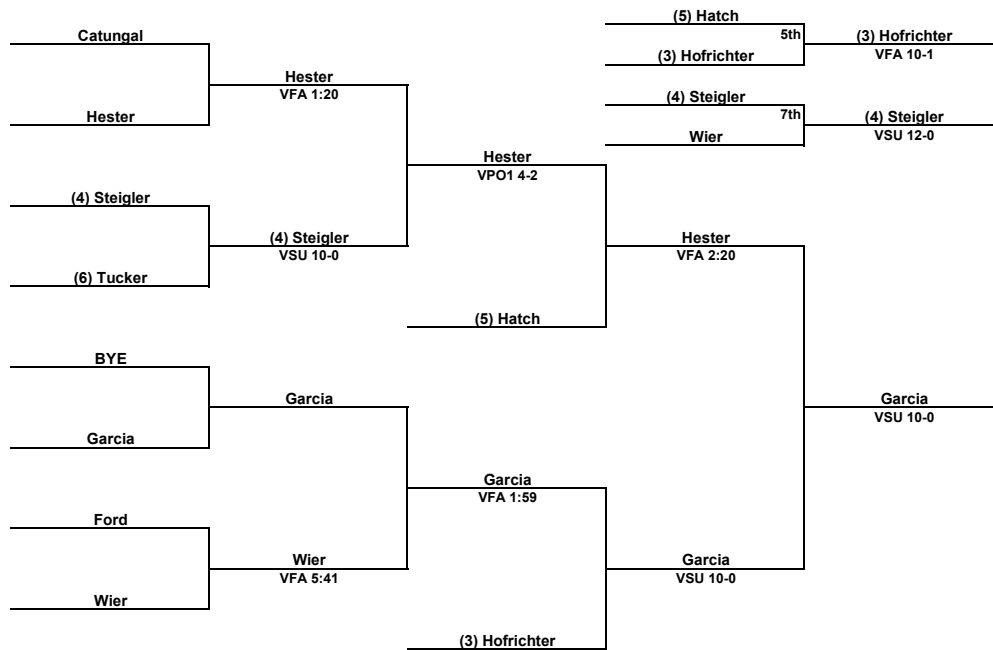 (5) Hatch
Catungal
5th
(3) Hofrichter
VFA 10-1
(3) Hofrichter
Hester
VFA 1:20
(4) Steigler
7th
Hester
(4) Steigler
VSU 12-0
Wier
Hester
VPO1 4-2
(4) Steigler
(4) Steigler
VSU 10-0
Hester
VFA 2:20
(6) Tucker
(5) Hatch
BYE
Garcia
Garcia
VSU 10-0
Garcia
Garcia
VFA 1:59
Ford
Wier
VFA 5:41
Garcia
VSU 10-0
Wier
(3) Hofrichter